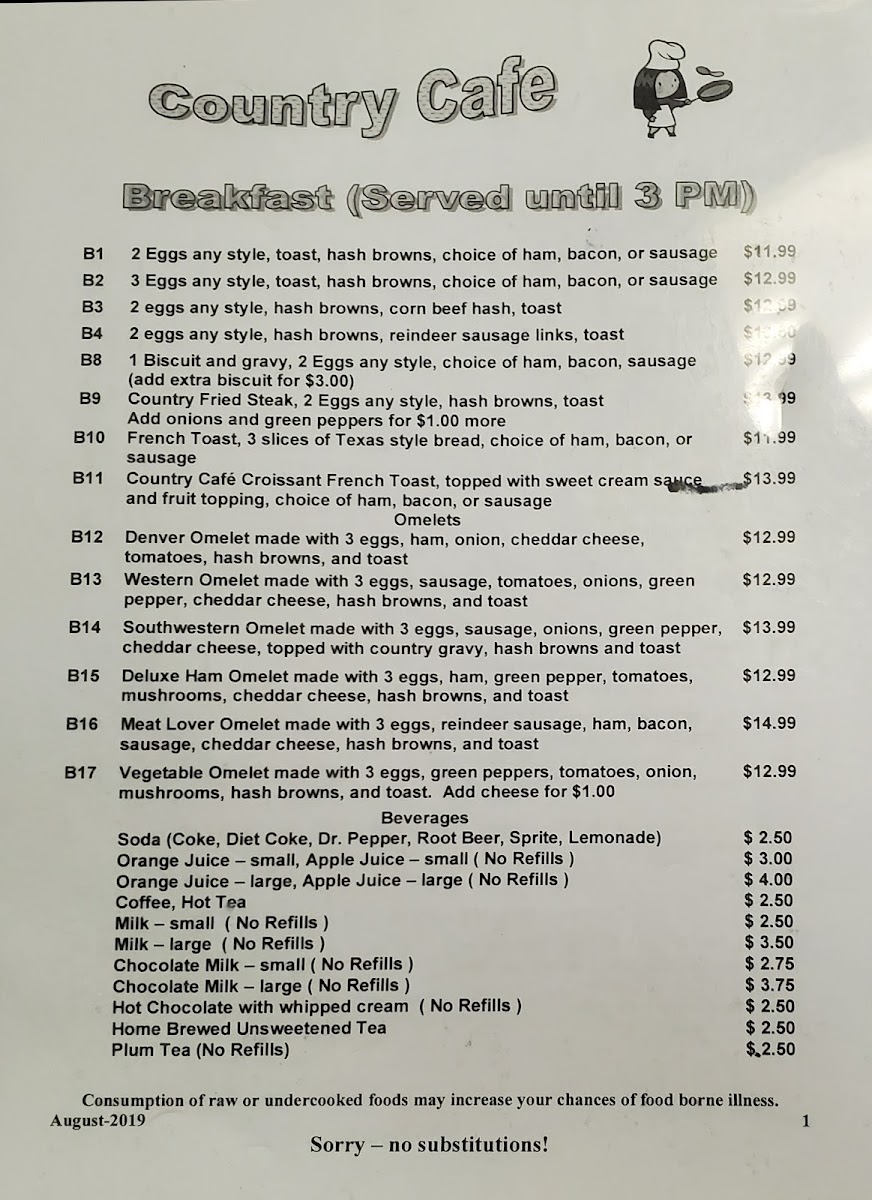 Country Cafe
Breakfast (Served until 3 PM)
B1 2 Eggs any style, toast, hash browns, choice of ham, bacon, or sausage $11.99
B2 3 Eggs any style, toast, hash browns, choice of ham, bacon, or sausage $12.99
B3 2 eggs any style, hash browns, corn beef hash, toast
B4 2 eggs any style, hash browns, reindeer sausage links, toast
B8 1 Biscuit and gravy, 2 Eggs any style, choice of ham, bacon, sausage $12.99
(add extra biscuit for $3.00)
B9 Country Fried Steak, 2 Eggs any style, hash browns, toast $13.99
Add onions and green peppers for $1.00 more
B10 French Toast, 3 slices of Texas style bread, choice of ham, bacon, or $11.99
sausage
B11 Country Café Croissant French Toast, topped with sweet cream sauce $13.99
and fruit topping, choice of ham, bacon, or sausage
Omelets
B12 Denver Omelet made with 3 eggs, ham, onion, cheddar cheese, $12.99
tomatoes, hash browns, and toast
B13 Western Omelet made with 3 eggs, sausage, tomatoes, onions, green $12.99
pepper, cheddar cheese, hash browns, and toast
B14 Southwestern Omelet made with 3 eggs, sausage, onions, green pepper, $13.99
cheddar cheese, topped with country gravy, hash browns and toast
B15 Deluxe Ham Omelet made with 3 eggs, ham, green pepper, tomatoes, $12.99
mushrooms, cheddar cheese, hash browns, and toast
B16 Meat Lover Omelet made with 3 eggs, reindeer sausage, ham, bacon, $14.99
sausage, cheddar cheese, hash browns, and toast
B17 Vegetable Omelet made with 3 eggs, green peppers, tomatoes, onion, $12.99
mushrooms, hash browns, and toast. Add cheese for $1.00
Beverages
Soda (Coke, Diet Coke, Dr. Pepper, Root Beer, Sprite, Lemonade) $ 2.50
Orange Juice – small, Apple Juice – small ( No Refills ) $ 3.00
Orange Juice – large, Apple Juice – large ( No Refills ) $ 4.00
Coffee, Hot Tea $ 2.50
Milk – small ( No Refills ) $ 2.50
Milk – large ( No Refills ) $ 3.50
Chocolate Milk – small ( No Refills ) $ 2.75
Chocolate Milk – large ( No Refills ) $ 3.75
Hot Chocolate with whipped cream ( No Refills ) $ 2.50
Home Brewed Unsweetened Tea $ 2.50
Plum Tea (No Refills) $ 2.50
Consumption of raw or undercooked foods may increase your chances of food borne illness.
August-2019 1
Sorry – no substitutions!